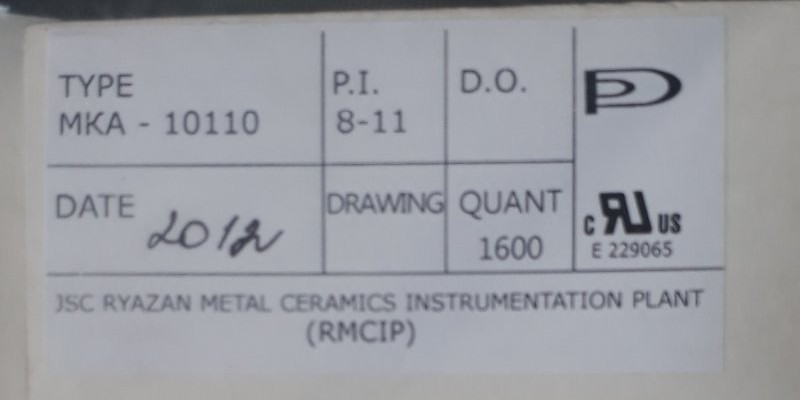 TYPE
MKA - 10110
P.I.
8-11
D.O.
DATE 2012
DRAWING
QUANT
1600
c RU US
E 229065
JSC RYAZAN METAL CERAMICS INSTRUMENTATION PLANT
(RMCIP)